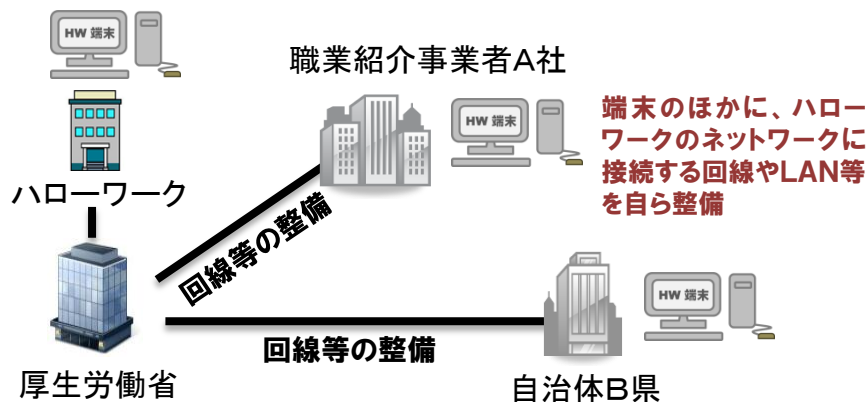 HW 端末
職業紹介事業者A社
HW 端末
端末のほかに、ハロー
ワークのネットワークに
接続する回線やLAN等
を自ら整備
ハローワーク
回線等の整備
HW 端末
回線等の整備
厚生労働省
自治体B県